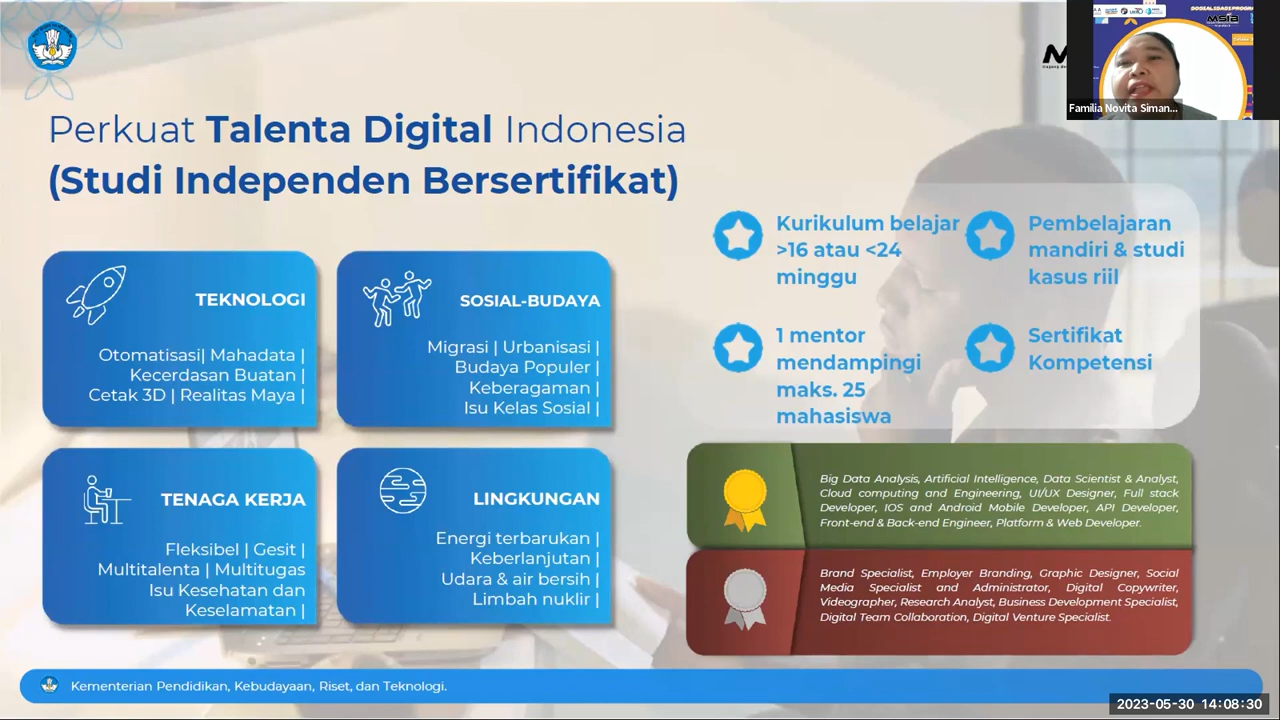 Perkuat Talenta Digital Indonesia
(Studi Independen Bersertifikat)
TEKNOLOGI
Otomatisasi| Mahadata |
Kecerdasan Buatan |
Cetak 3D | Realitas Maya |
SOSIAL-BUDAYA
Migrasi | Urbanisasi |
Budaya Populer |
Keberagaman |
Isu Kelas Sosial |
TENAGA KERJA
Fleksibel | Gesit |
Multitalenta | Multitugas
Isu Kesehatan dan
Keselamatan |
LINGKUNGAN
Energi terbarukan |
Keberlanjutan |
Udara & air bersih |
Limbah nuklir |
Kurikulum belajar
>16 atau <24
minggu
Pembelajaran
mandiri & studi
kasus riil
1 mentor
mendampingi
maks. 25
mahasiswa
Sertifikat
Kompetensi
Big Data Analysis, Artificial Intelligence, Data Scientist & Analyst,
Cloud computing and Engineering, UI/UX Designer, Full stack
Developer, IOS and Android Mobile Developer, API Developer,
Front-end & Back-end Engineer, Platform & Web Developer.
Brand Specialist, Employer Branding, Graphic Designer, Social
Media Specialist and Administrator, Digital Copywriter,
Videographer, Research Analyst, Business Development Specialist,
Digital Team Collaboration, Digital Venture Specialist.
Kementerian Pendidikan, Kebudayaan, Riset, dan Teknologi.
MSIB
Familia Novita Siman...
2023-05-30 14:08:30